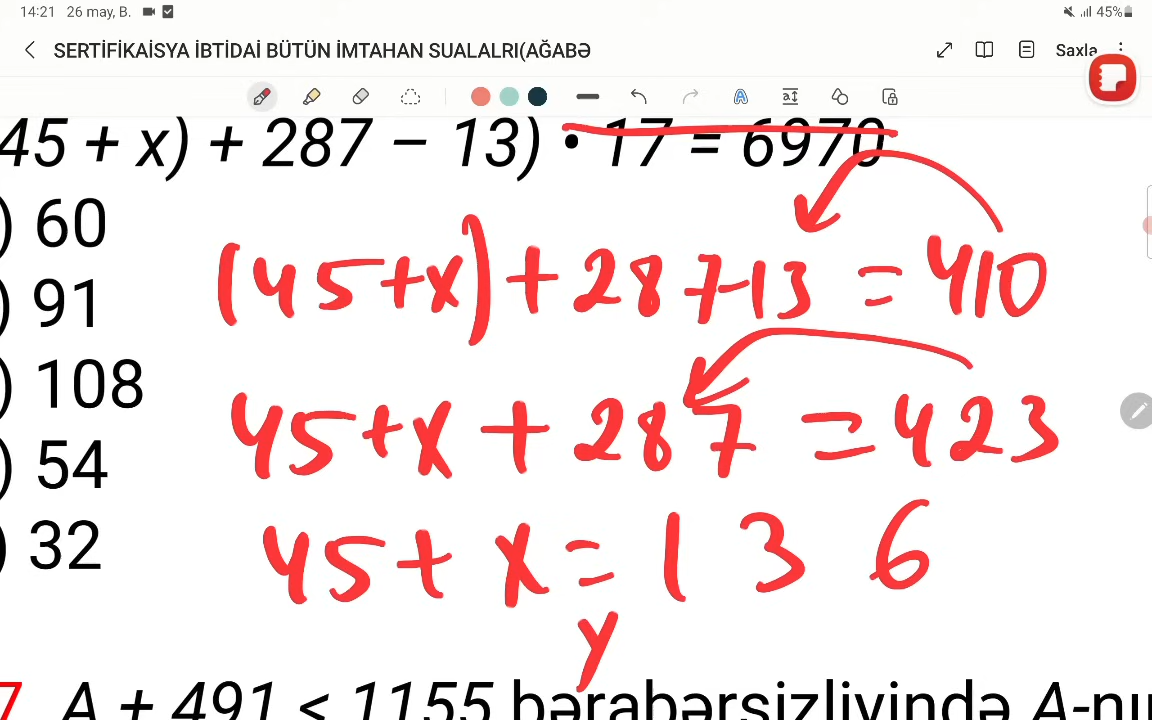 14:21 26 may, B. 45%
SERTİFİKAİSYA İBTİDAİ BÜTÜN İMTAHAN SUALALRI(AĞABƏ Saxla
45 + x) + 287 – 13) • 17 = 6970
) 60
) 91
) 108
) 54
) 32
(45+x)+287-13=410
45+x+287=423
45+x=136
y
7 A + 491 < 1155 bərabərsizliyində A-nı